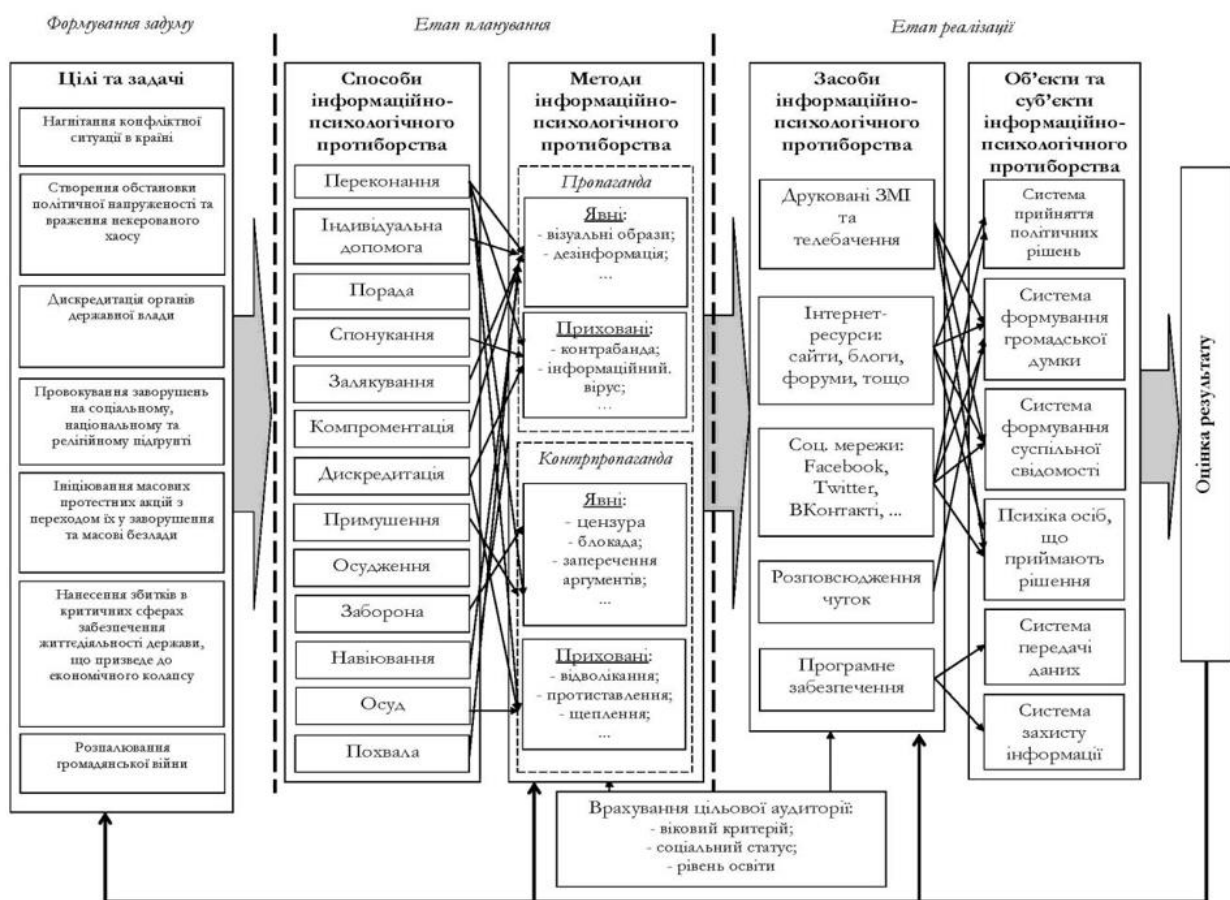 Формування задуму
Етап планування
Етап реалізації
Цілі та задачі
Нагнітання конфліктної
ситуації в країні
Створення обстановки
політичної напруженості та
враження некерованого
хаосу
Дискредитація органів
державної влади
Провокування заворушень
на соціальному,
національному та
релігійному підґрунті
Ініціювання масових
протестних акцій з
переходом їх у заворушення
та масові безлади
Нанесення збитків в
критичних сферах
забезпечення
життєдіяльності держави,
що призведе до
економічного колапсу
Розпалювання
громадянської війни
Способи
інформаційно-
психологічного
протиборства
Переконання
Індивідуальна
допомога
Порада
Спонукання
Залякування
Компроментація
Дискредитація
Примушення
Осудження
Заборона
Навіювання
Осуд
Похвала
Методи
інформаційно-
психологічного
протиборства
Пропаганда
Явні:
- візуальні образи;
- дезінформація;
...
Приховані:
- контрабанда;
- інформаційний.
вірус;
...
Контрпропаганда
Явні:
- цензура
- блокада;
- заперечення
аргументів;
...
Приховані:
- відволікання;
- протиставлення;
- щеплення;
...
Засоби
інформаційно-
психологічного
протиборства
Друковані ЗМІ
та
телебачення
Інтернет-
ресурси:
сайти, блоги,
форуми, тощо
Соц. мережи:
Facebook,
Twitter,
ВКонтакті, ...
Розповсюдження
чуток
Програмне
забезпечення
Об’єкти та
суб’єкти
інформаційно-
психологічного
протиборства
Система
прийняття
політичних
рішень
Система
формування
громадської
думки
Система
формування
суспільної
свідомості
Психіка осіб,
що
приймають
рішення
Система
передачі
даних
Система
захисту
інформації
Оцінка результату
Врахування цільової аудиторії:
- віковий критерій;
- соціальний статус;
- рівень освіти